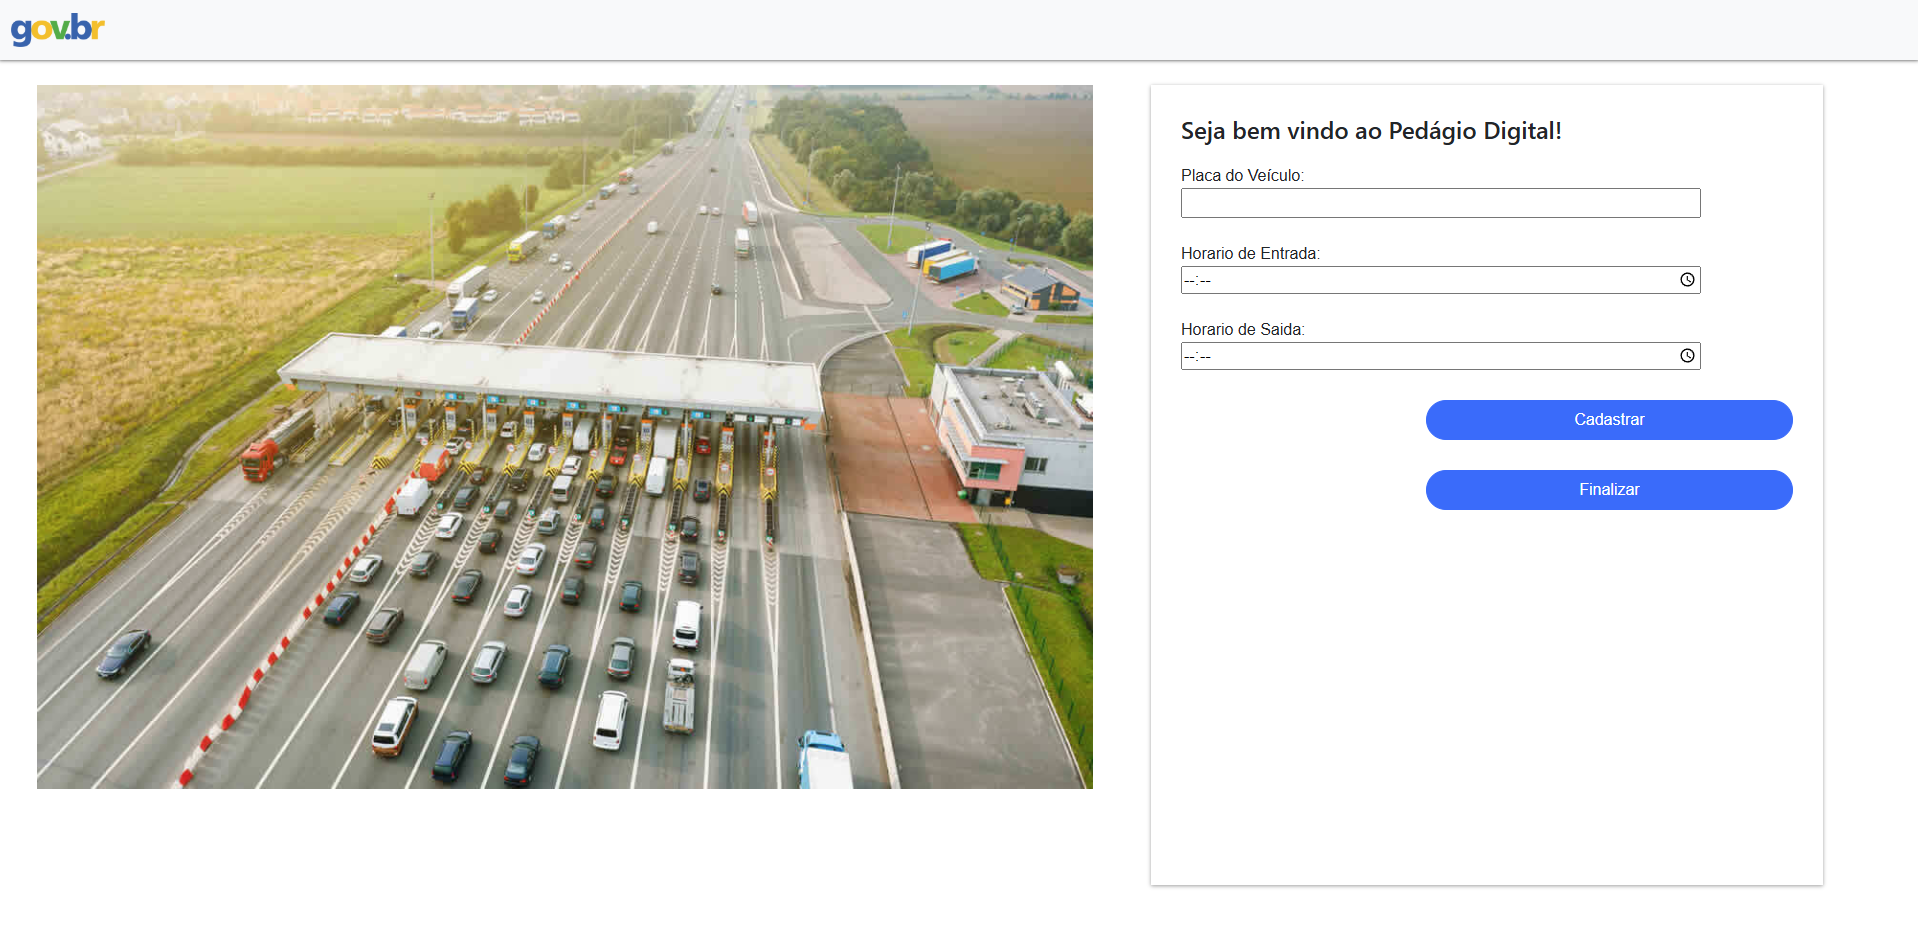 gov.br
Seja bem vindo ao Pedágio Digital!
Placa do Veículo:
Horario de Entrada:
--:--
Horario de Saida:
--:--
Cadastrar
Finalizar